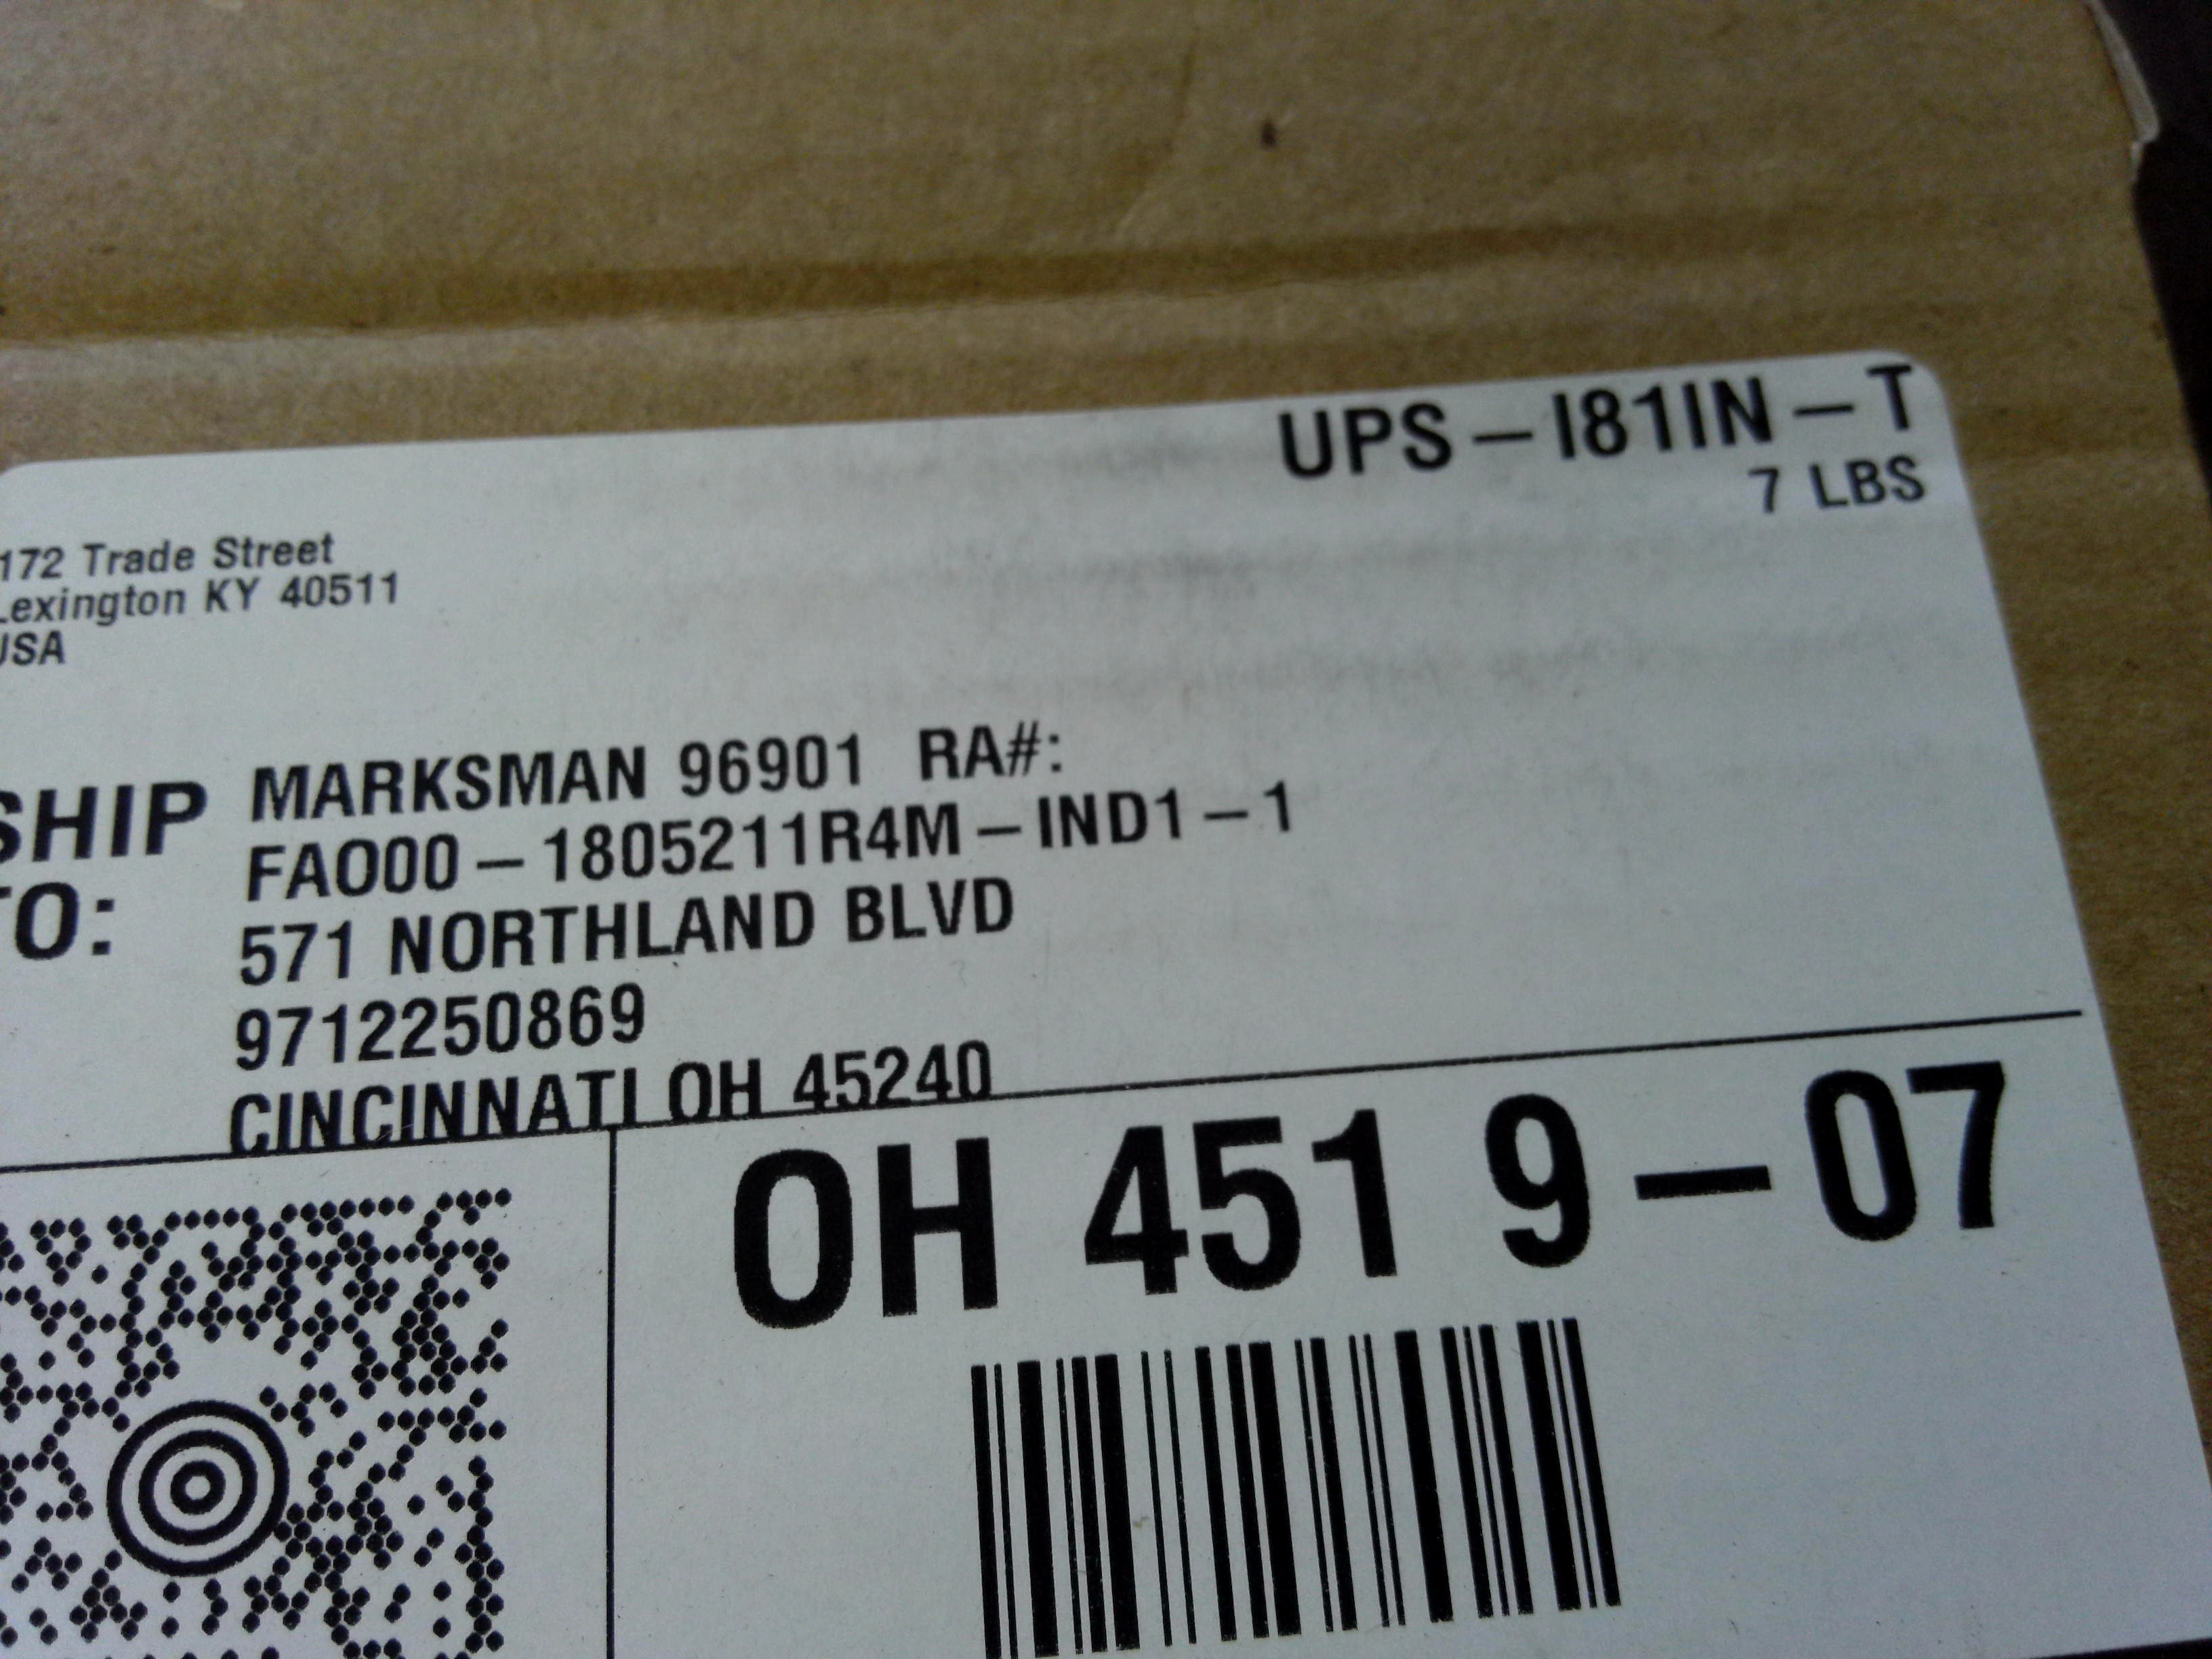 UPS-I81IN-T
7 LBS
172 Trade Street
Lexington KY 40511
USA
SHIP TO:
MARKSMAN 96901 RA#:
FAO00-1805211R4M-IND1-1
571 NORTHLAND BLVD
9712250869
CINCINNATI OH 45240
OH 451 9-07